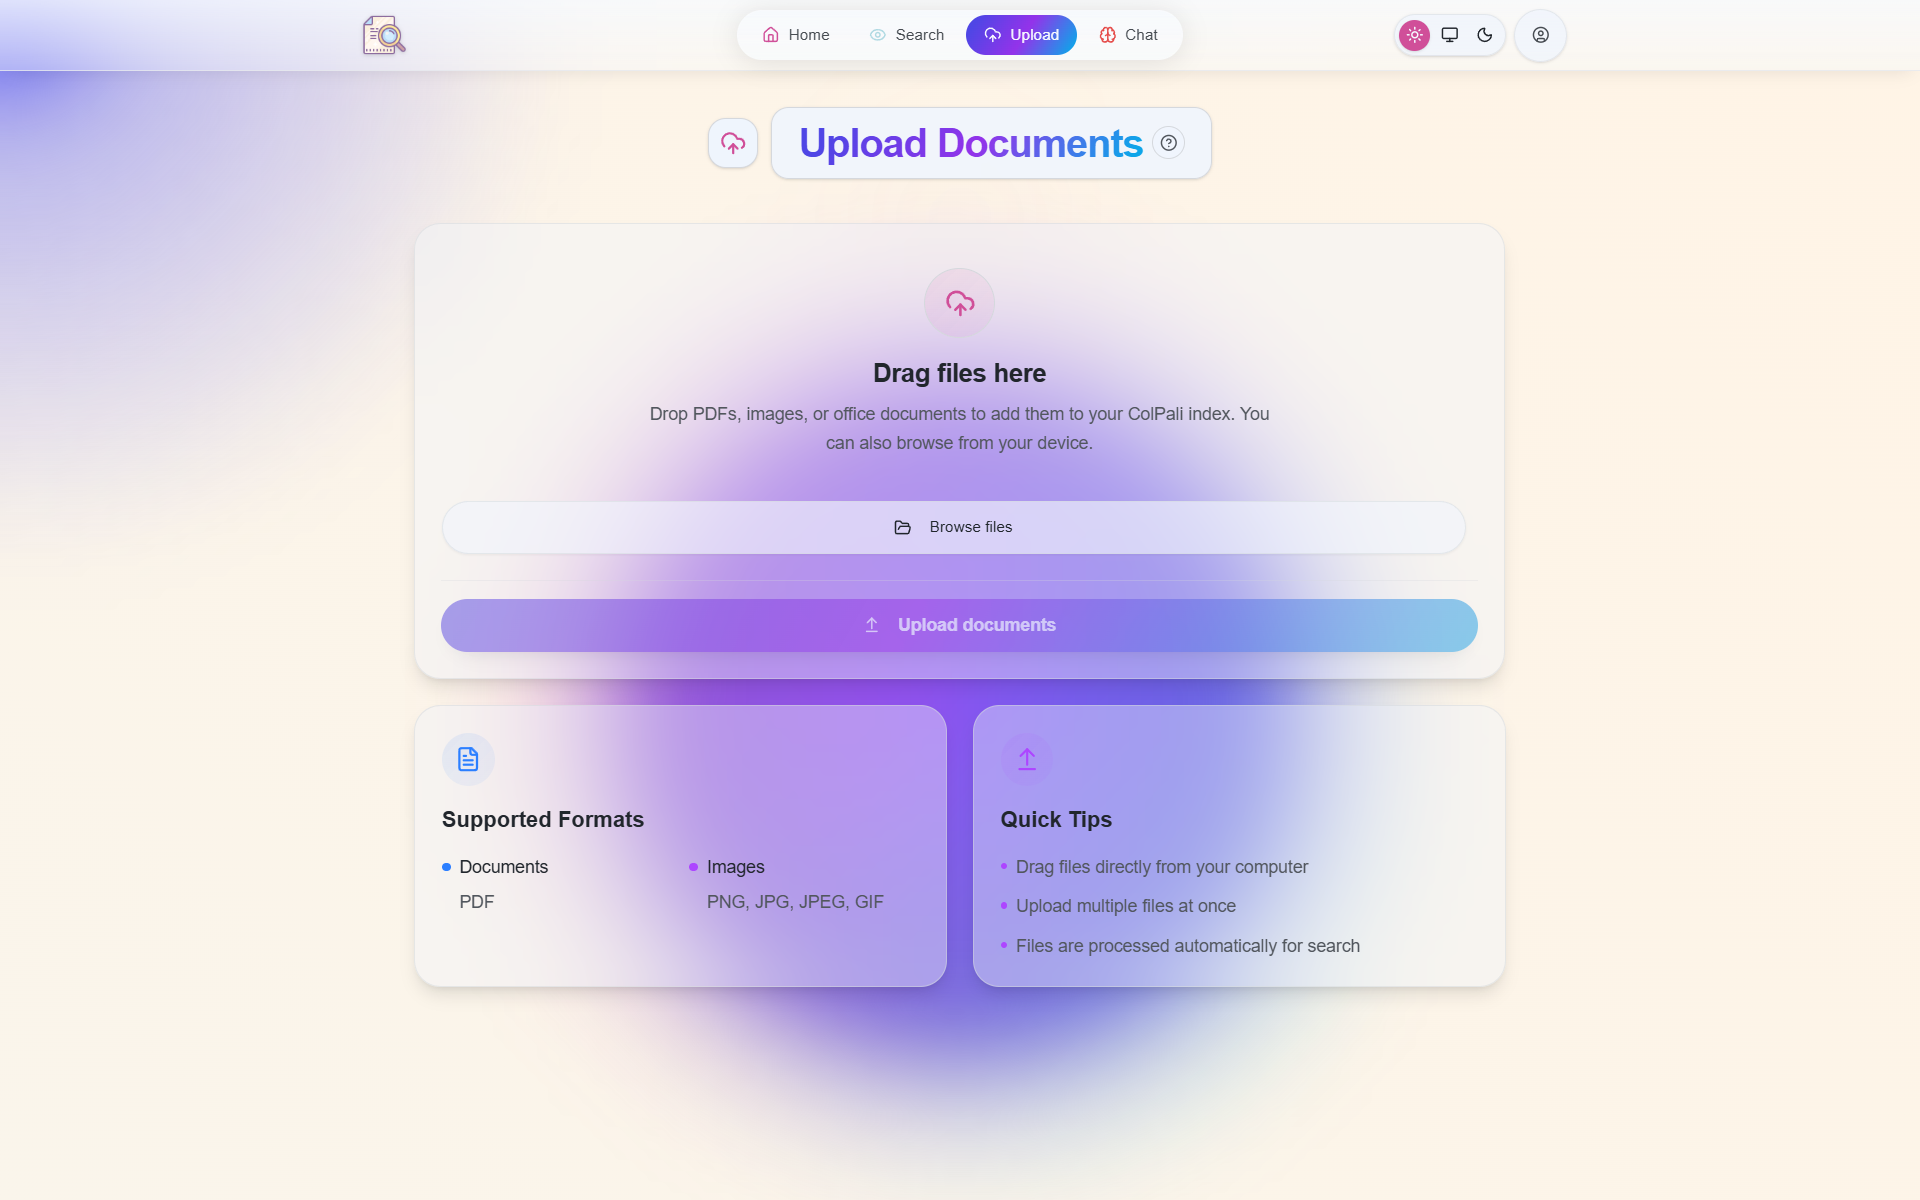 Home
Search
Upload
Chat
Upload Documents
Drag files here
Drop PDFs, images, or office documents to add them to your ColPali index. You
can also browse from your device.
Browse files
Upload documents
Supported Formats
Documents
PDF
Images
PNG, JPG, JPEG, GIF
Quick Tips
Drag files directly from your computer
Upload multiple files at once
Files are processed automatically for search